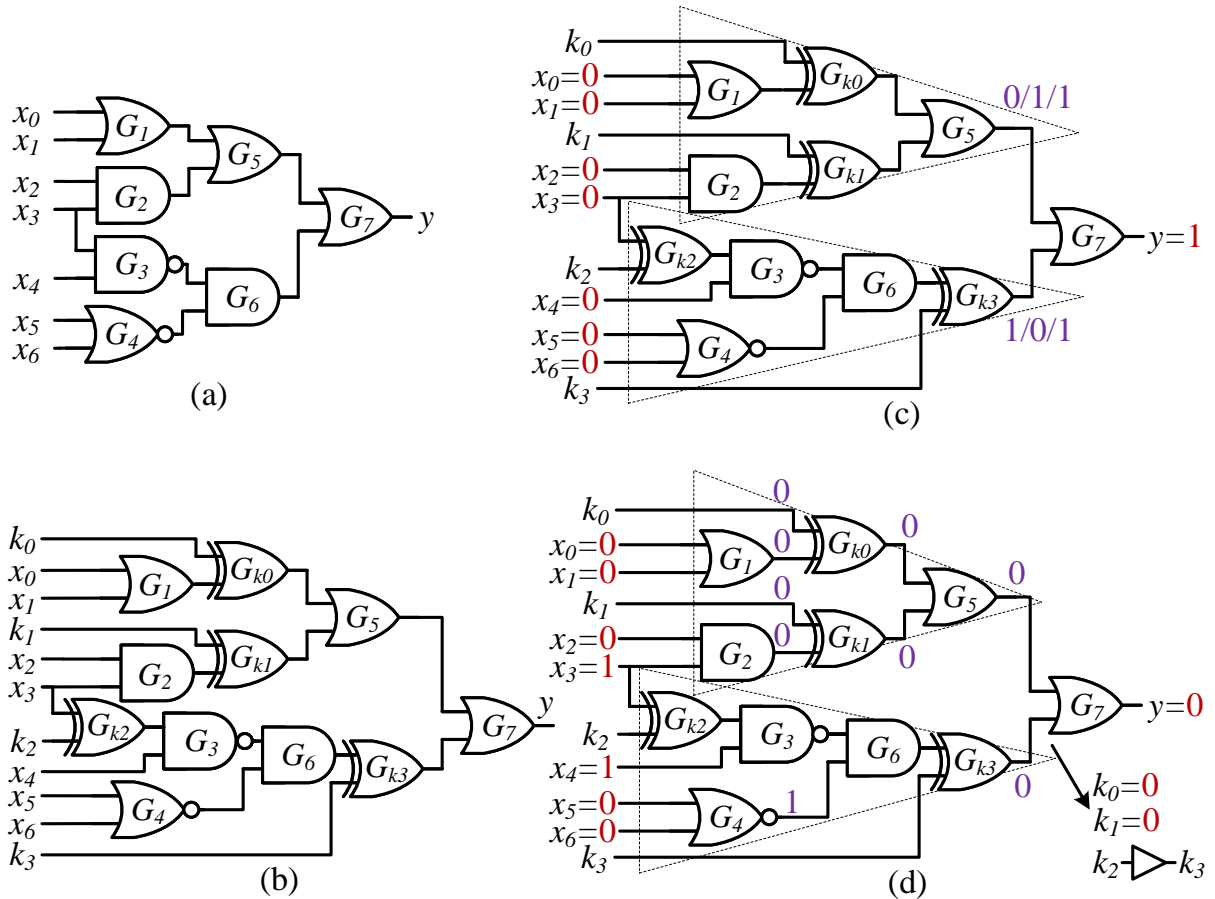 x0
x1
x2
x3
x4
x5
x6
G1
G2
G3
G4
G5
G6
G7
y
(a)
k0
x0=0
x1=0
k1
x2=0
x3=0
k2
x4=0
x5=0
x6=0
k3
G1
Gk0
G2
Gk1
Gk2
G3
G4
G5
G6
Gk3
G7
0/1/1
1/0/1
y=1
(c)
k0
x0
x1
k1
x2
x3
k2
x4
x5
x6
k3
G1
Gk0
G2
Gk1
Gk2
G3
G4
G5
G6
Gk3
G7
y
(b)
k0
x0=0
x1=0
k1
x2=0
x3=1
k2
x4=1
x5=0
x6=0
k3
0
0
0
0
0
0
0
1
0
G1
Gk0
G2
Gk1
Gk2
G3
G4
G5
G6
Gk3
G7
y=0
k0=0
k1=0
k2 k3
(d)